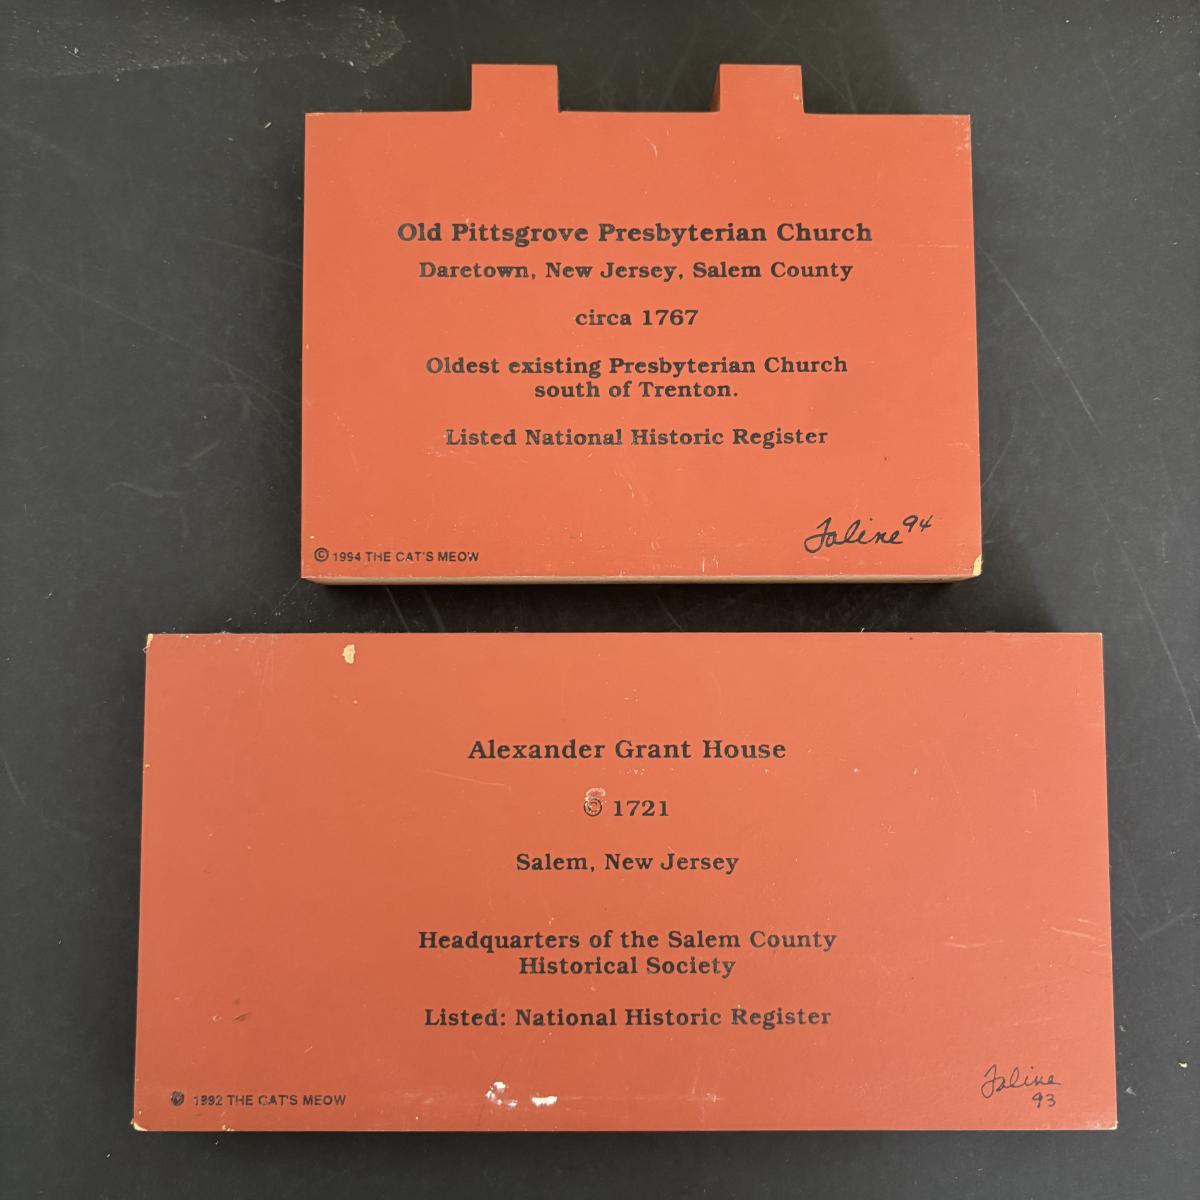 Old Pittsgrove Presbyterian Church
Daretown, New Jersey, Salem County
circa 1767
Oldest existing Presbyterian Church
south of Trenton.
Listed National Historic Register
Faline 94
© 1994 THE CAT'S MEOW
Alexander Grant House
© 1721
Salem, New Jersey
Headquarters of the Salem County
Historical Society
Listed: National Historic Register
Faline
93
© 1992 THE CAT'S MEOW